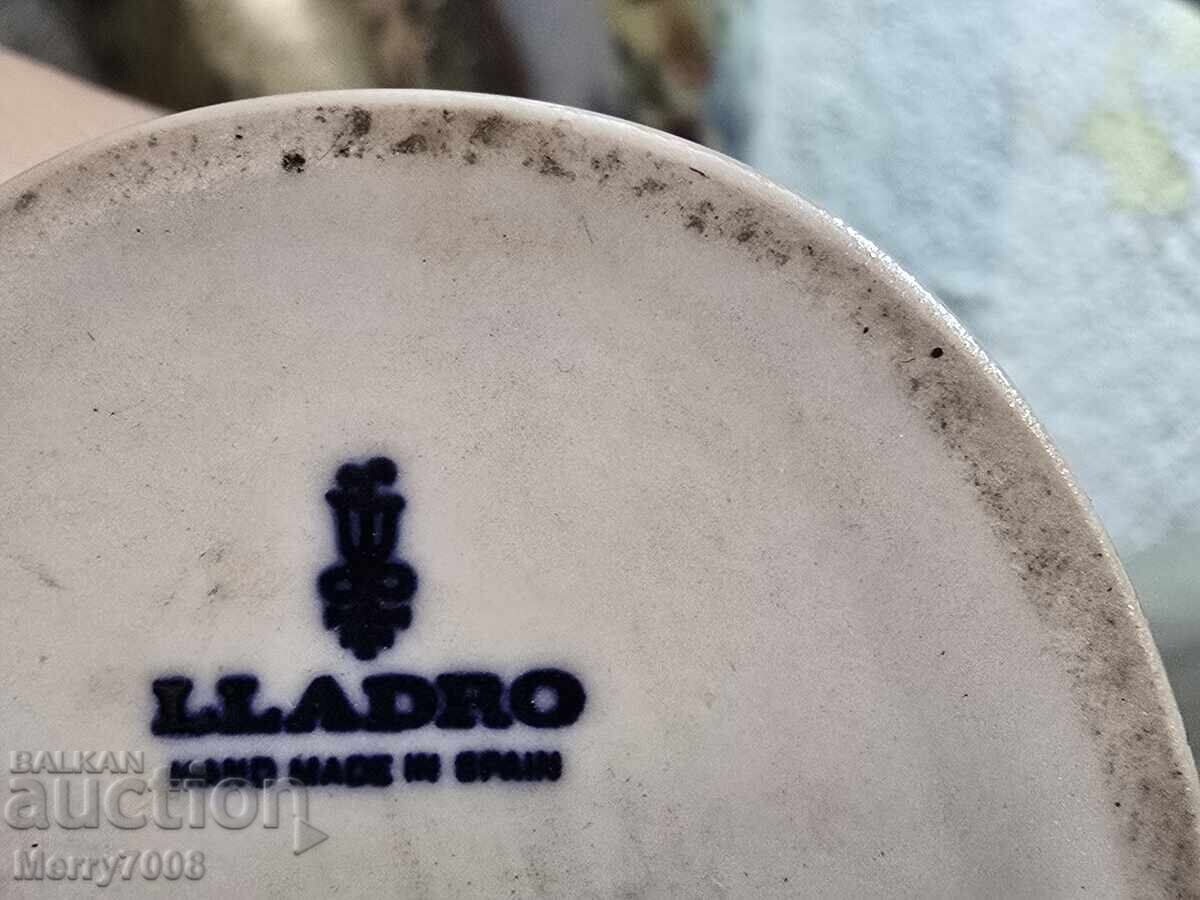 LLADRO
HAND MADE IN SPAIN
BALKAN
auction
Merry7008